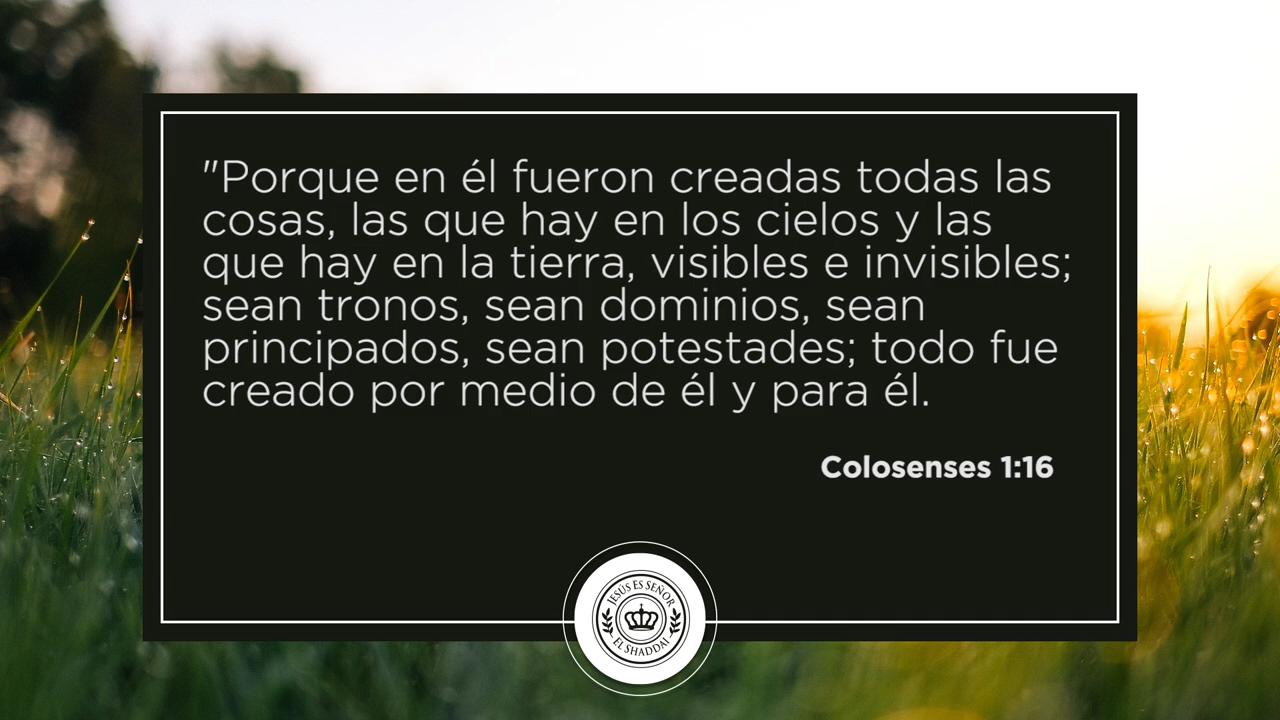 "Porque en él fueron creadas todas las
cosas, las que hay en los cielos y las
que hay en la tierra, visibles e invisibles;
sean tronos, sean dominios, sean
principados, sean potestades; todo fue
creado por medio de él y para él.
Colosenses 1:16
JESÚS ES SEÑOR
EL SHADDAI